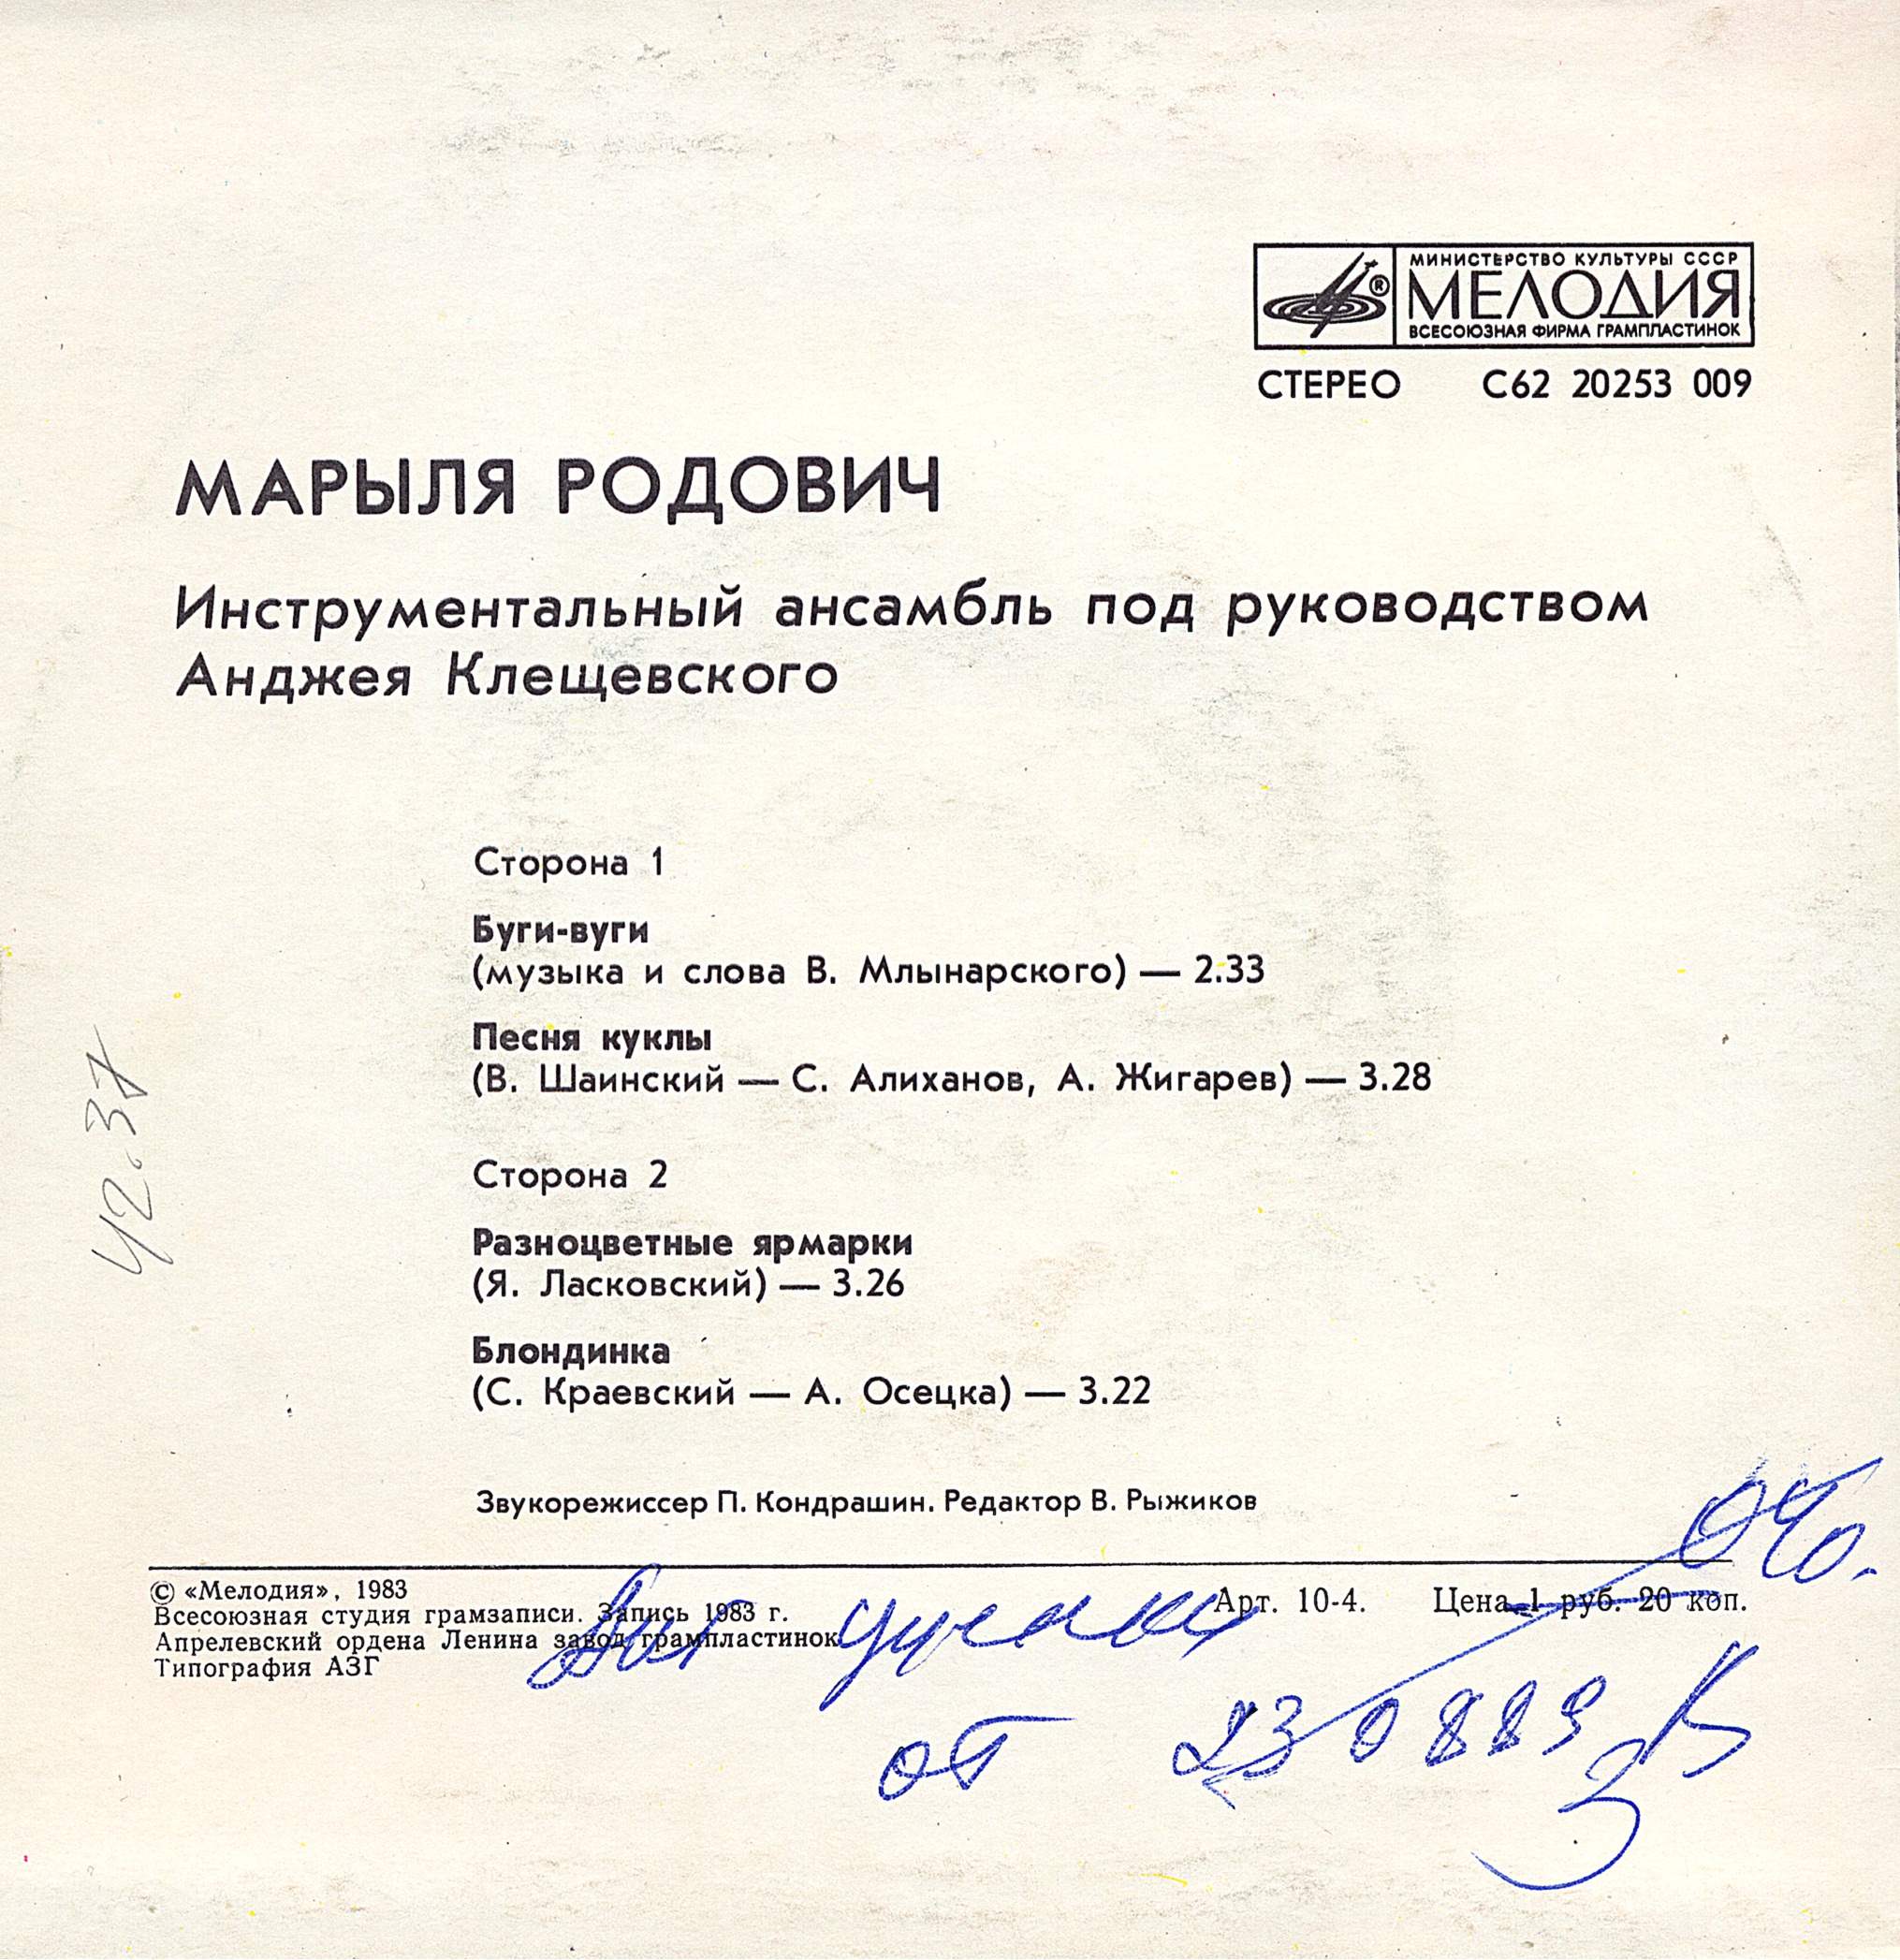 МИНИСТЕРСТВО КУЛЬТУРЫ СССР
МЕЛОДИЯ
ВСЕСОЮЗНАЯ ФИРМА ГРАМПЛАСТИНОК
СТЕРЕО С62 20253 009
МАРЫЛЯ РОДОВИЧ
Инструментальный ансамбль под руководством
Анджея Клещевского
Сторона 1
Буги-вуги
(музыка и слова В. Млынарского) — 2.33
Песня куклы
(В. Шаинский — С. Алиханов, А. Жигарев) — 3.28
Сторона 2
Разноцветные ярмарки
(Я. Ласковский) — 3.26
Блондинка
(С. Краевский — А. Осецка) — 3.22
Звукорежиссер П. Кондрашин. Редактор В. Рыжиков
© «Мелодия», 1983
Всесоюзная студия грамзаписи. Запись 1983 г.
Апрелевский ордена Ленина завод грампластинок
Типография АЗГ
Арт. 10-4. Цена 1 руб. 20 коп.
от